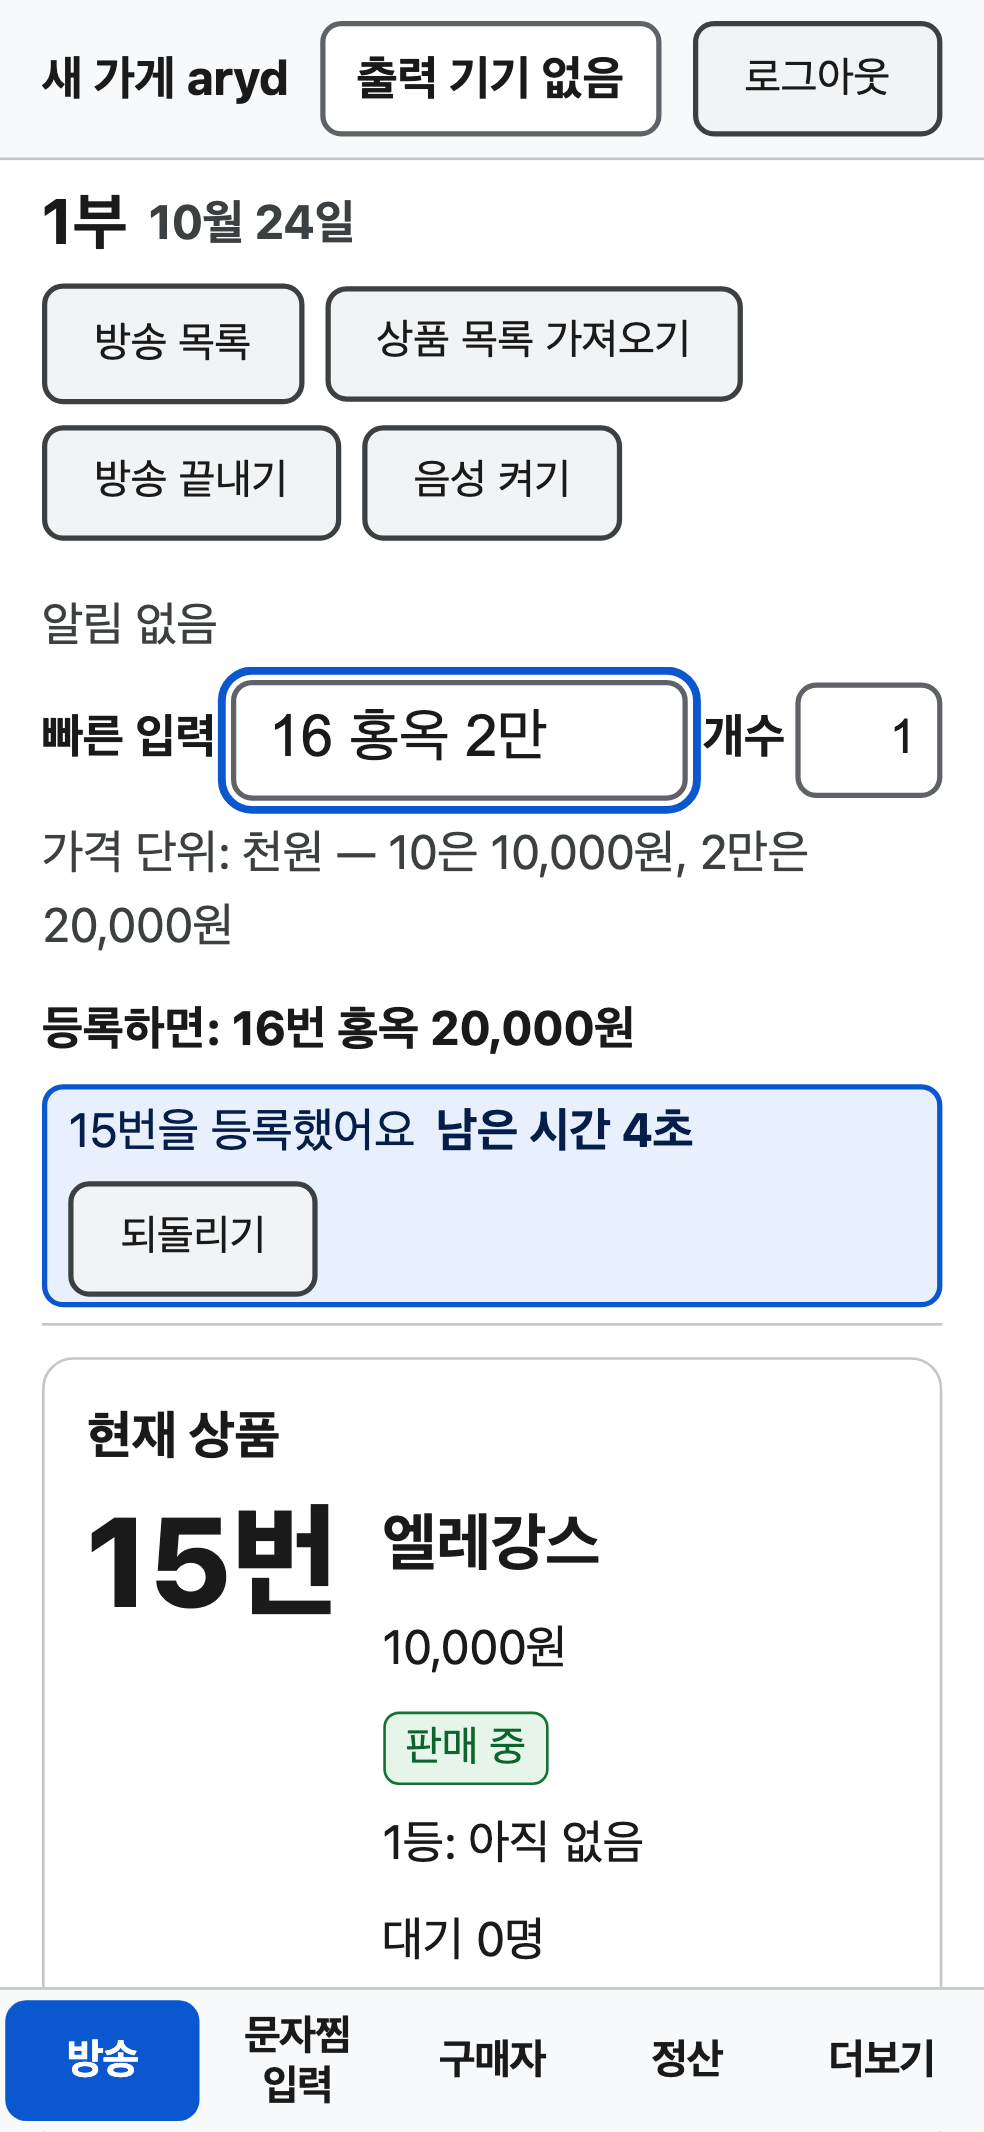 새 가게 aryd 출력 기기 없음 로그아웃
1부 10월 24일
방송 목록 상품 목록 가져오기
방송 끝내기 음성 켜기
알림 없음
빠른 입력 16 홍옥 2만 개수 1
가격 단위: 천원 — 10은 10,000원, 2만은
20,000원
등록하면: 16번 홍옥 20,000원
15번을 등록했어요 남은 시간 4초
되돌리기
현재 상품
15번 엘레강스
10,000원
판매 중
1등: 아직 없음
대기 0명
방송 문자찜 입력 구매자 정산 더보기